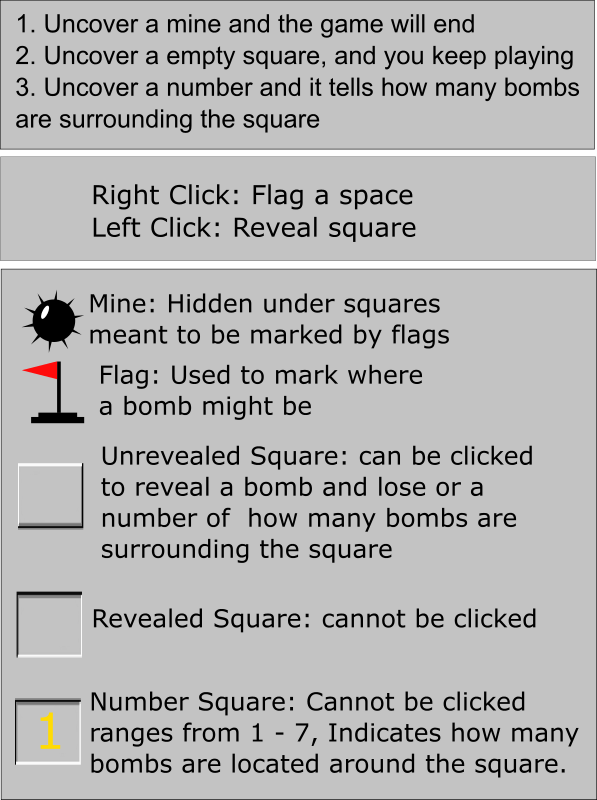 1. Uncover a mine and the game will end
2. Uncover a empty square, and you keep playing
3. Uncover a number and it tells how many bombs
are surrounding the square
Right Click: Flag a space
Left Click: Reveal square
Mine: Hidden under squares
meant to be marked by flags
Flag: Used to mark where
a bomb might be
Unrevealed Square: can be clicked
to reveal a bomb and lose or a
number of  how many bombs are
surrounding the square
Revealed Square: cannot be clicked
1
Number Square: Cannot be clicked
ranges from 1 - 7, Indicates how many
bombs are located around the square.